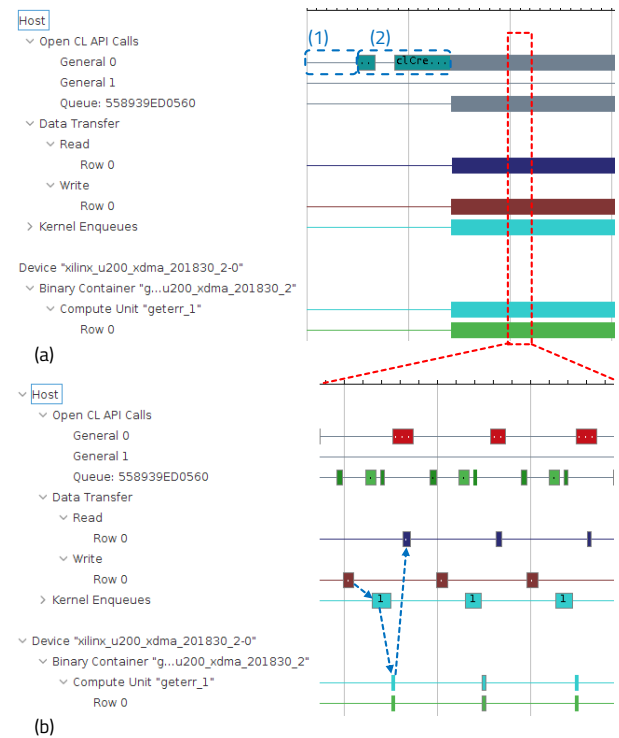 Host
Open CL API Calls
(1) (2)
General 0
.. clCre...
General 1
Queue: 558939ED0560
Data Transfer
Read
Row 0
Write
Row 0
Kernel Enqueues
Device "xilinx_u200_xdma_201830_2-0"
Binary Container "g...u200_xdma_201830_2"
Compute Unit "geterr_1"
Row 0
(a)
Host
Open CL API Calls
General 0
... ... ...
General 1
Queue: 558939ED0560
Data Transfer
Read
Row 0
Write
Row 0
Kernel Enqueues
1 1 1
Device "xilinx_u200_xdma_201830_2-0"
Binary Container "g...u200_xdma_201830_2"
Compute Unit "geterr_1"
Row 0
(b)